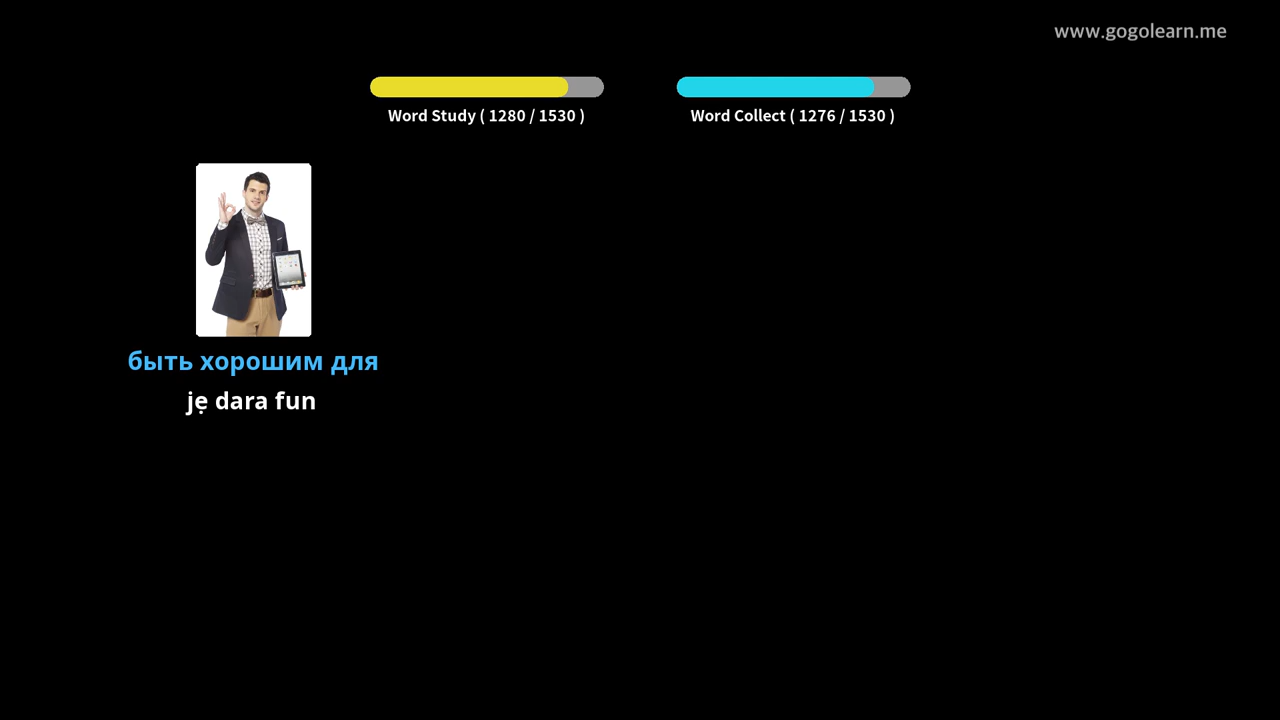 www.gogolearn.me
Word Study ( 1280 / 1530 )
Word Collect ( 1276 / 1530 )
быть хорошим для
jẹ dara fun